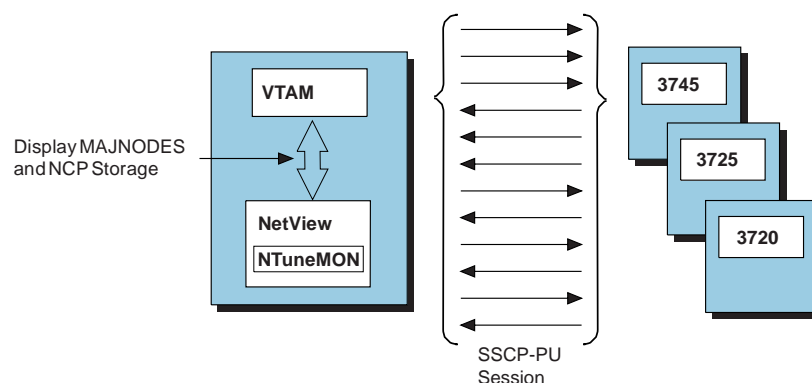 VTAM
Display MAJNODES
and NCP Storage
NetView
NTuneMON
3745
3725
3720
SSCP-PU
Session